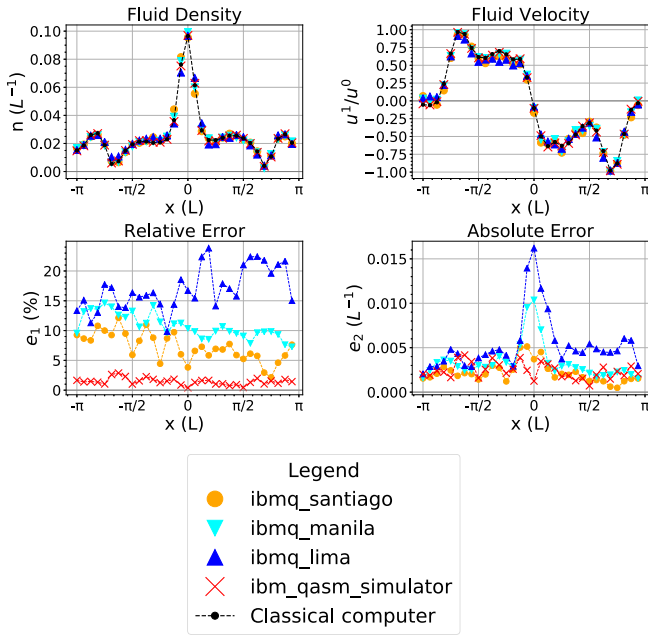 Fluid Density
n (L⁻¹)
0.10
0.08
0.06
0.04
0.02
0.00
-π
-π/2
0
π/2
π
x (L)
Fluid Velocity
u¹/u⁰
1.00
0.75
0.50
0.25
0.00
−0.25
−0.50
−0.75
−1.00
-π
-π/2
0
π/2
π
x (L)
Relative Error
e₁ (%)
20
15
10
5
0
-π
-π/2
0
π/2
π
x (L)
Absolute Error
e₂ (L⁻¹)
0.015
0.010
0.005
0.000
-π
-π/2
0
π/2
π
x (L)
Legend
ibmq_santiago
ibmq_manila
ibmq_lima
ibm_qasm_simulator
Classical computer